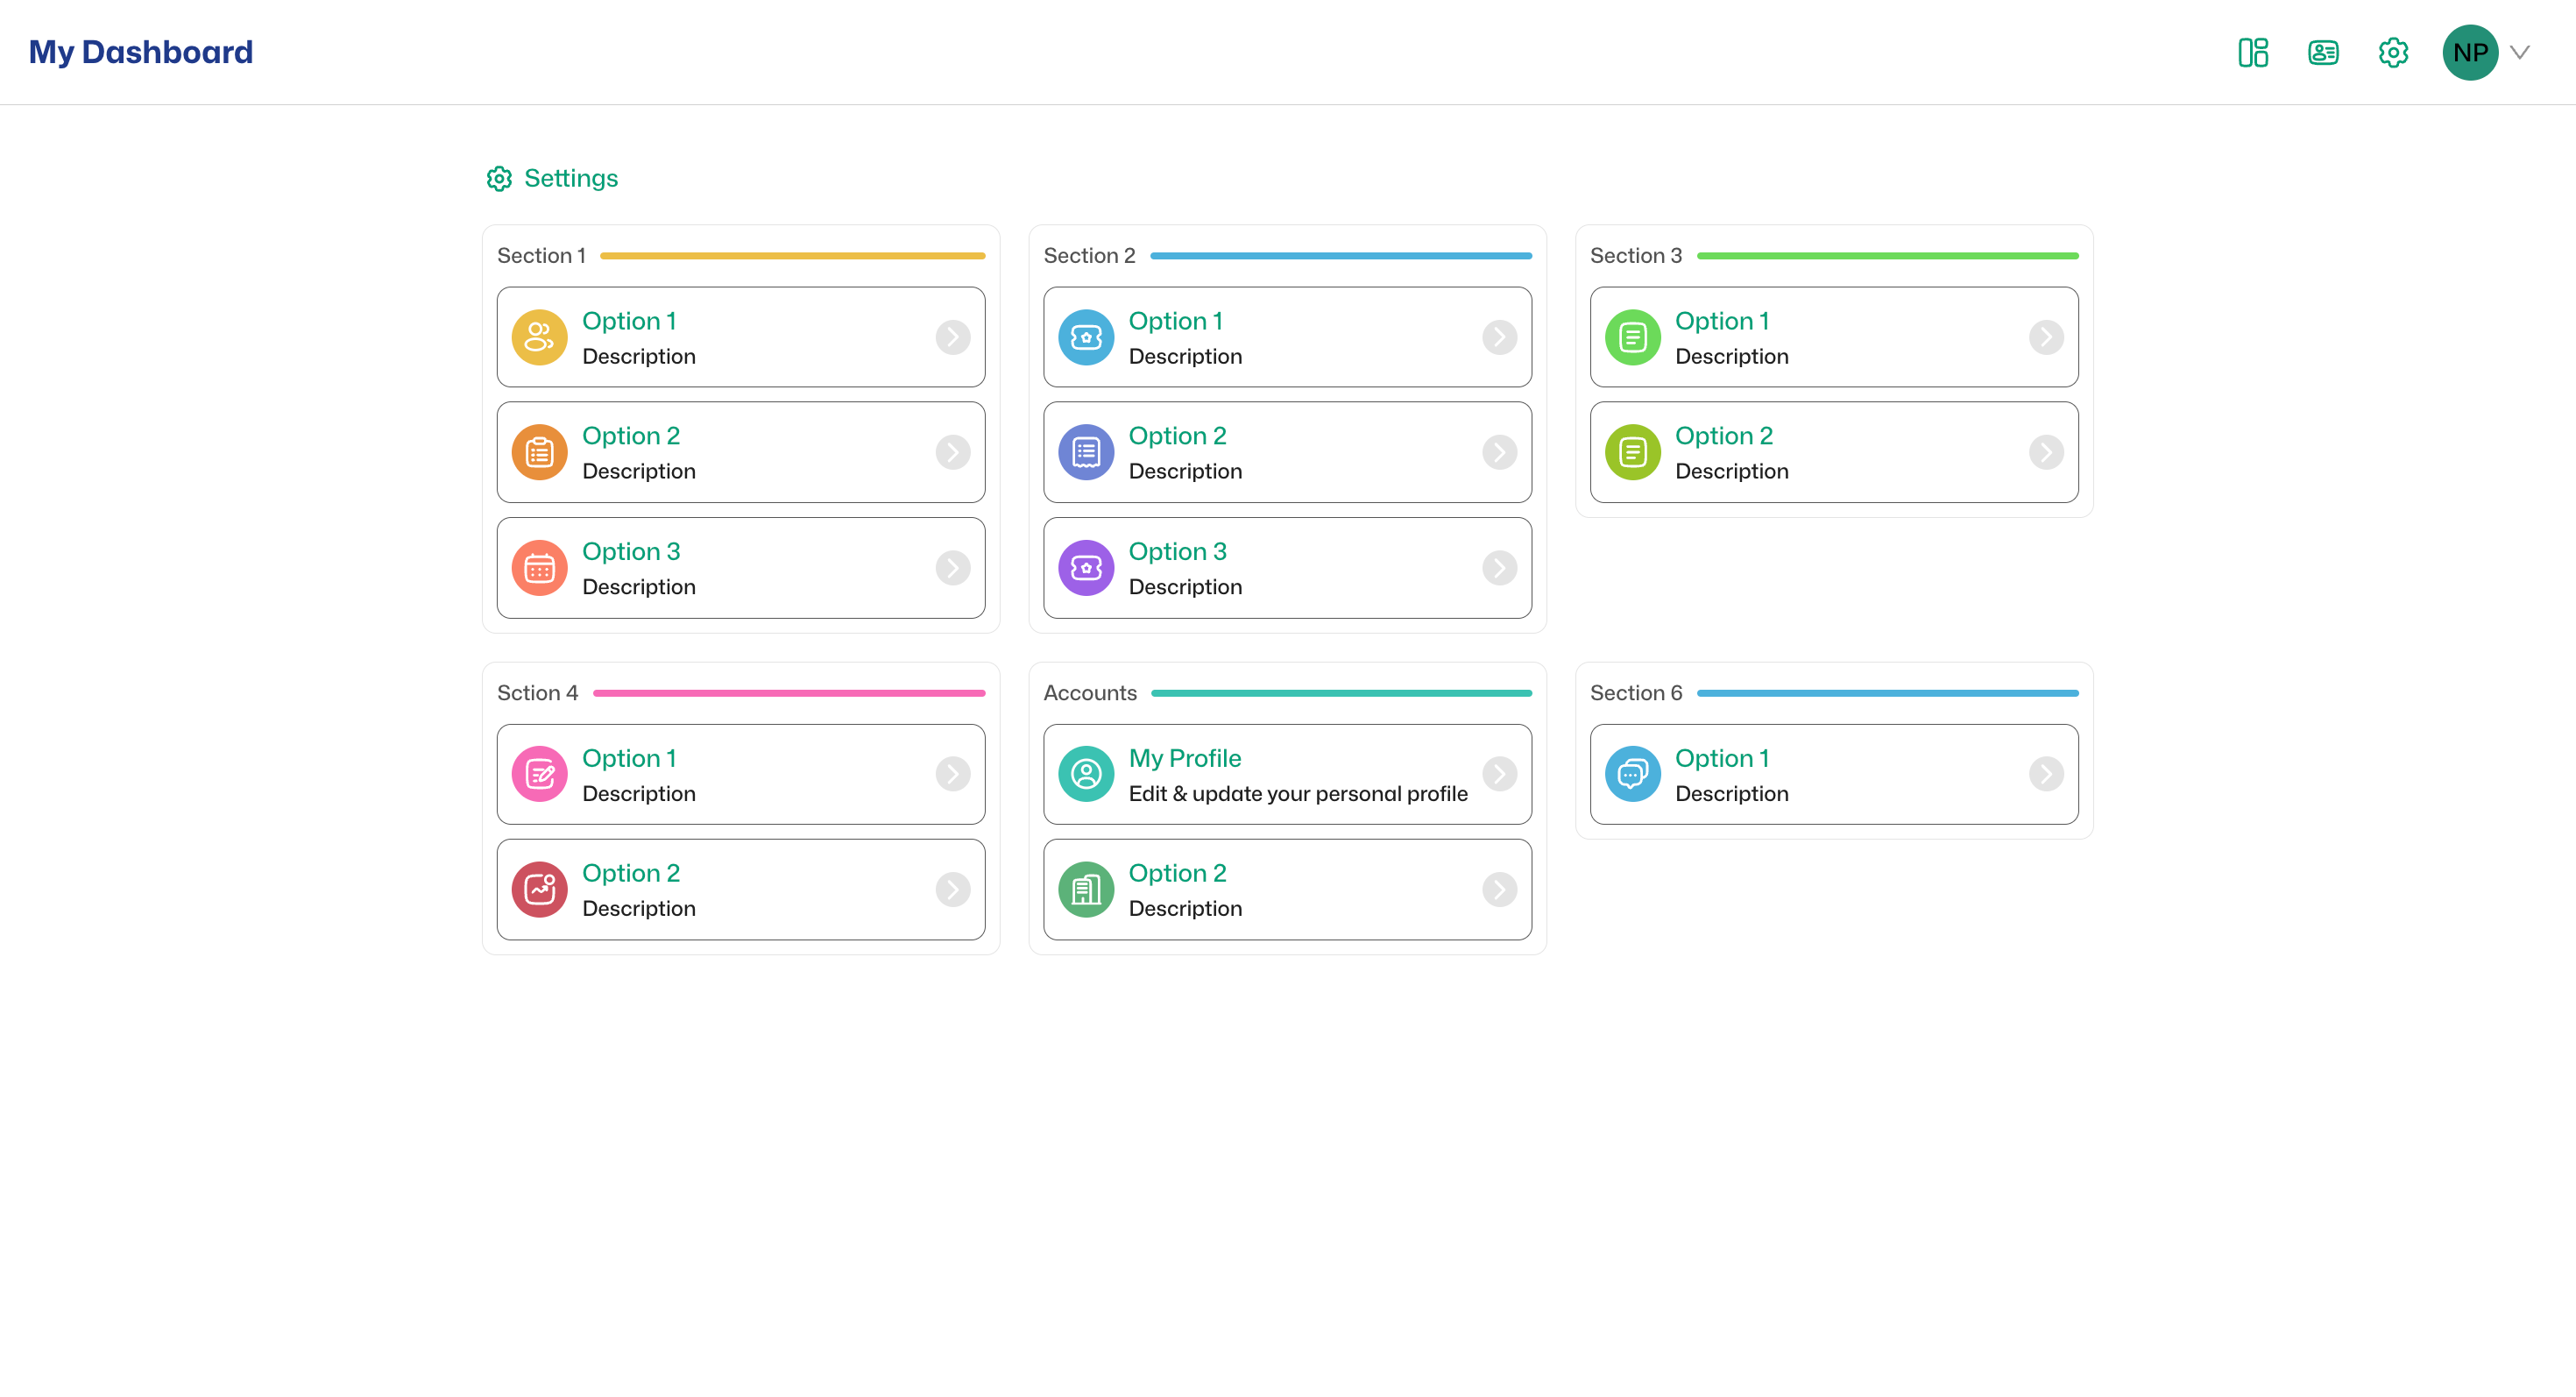 My Dashboard
NP
Settings
Section 1
Option 1
Description
Option 2
Description
Option 3
Description
Section 2
Option 1
Description
Option 2
Description
Option 3
Description
Section 3
Option 1
Description
Option 2
Description
Sction 4
Option 1
Description
Option 2
Description
Accounts
My Profile
Edit & update your personal profile
Option 2
Description
Section 6
Option 1
Description